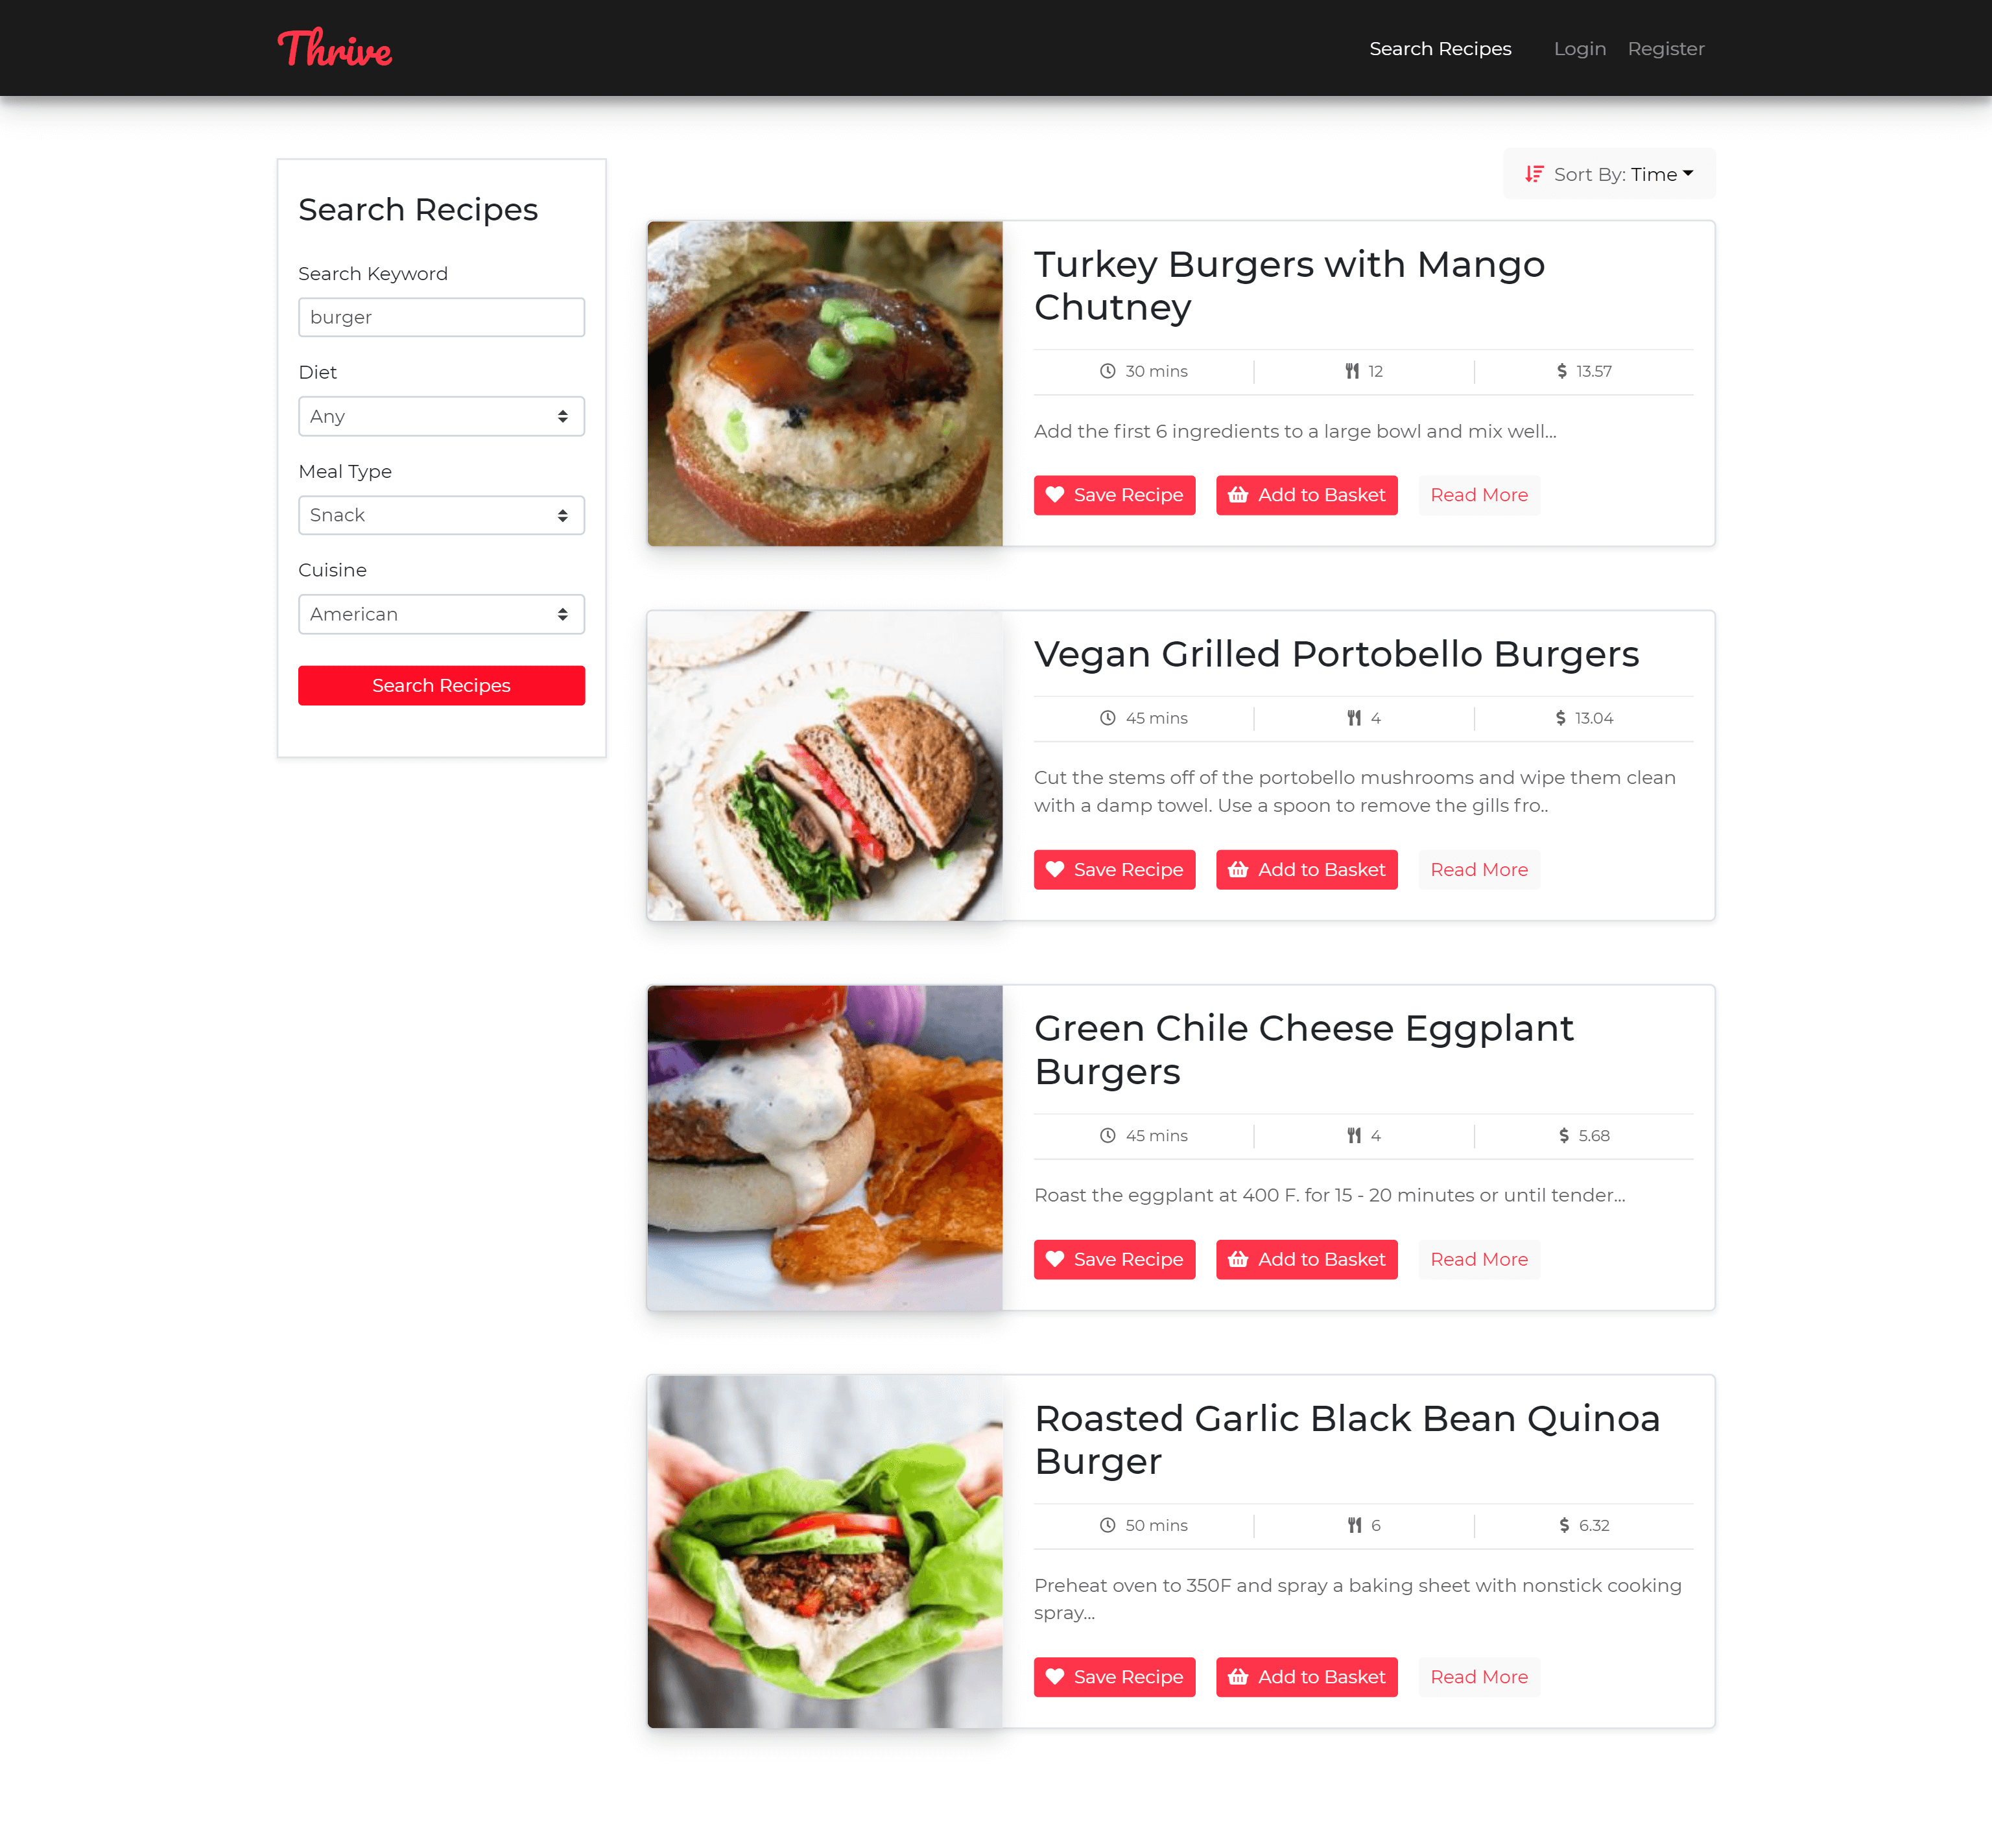 Thrive
Search Recipes
Login
Register
Search Recipes
Search Keyword
burger
Diet
Any
Meal Type
Snack
Cuisine
American
Search Recipes
Sort By: Time
Turkey Burgers with Mango
Chutney
30 mins
12
$ 13.57
Add the first 6 ingredients to a large bowl and mix well...
Save Recipe
Add to Basket
Read More
Vegan Grilled Portobello Burgers
45 mins
4
$ 13.04
Cut the stems off of the portobello mushrooms and wipe them clean
with a damp towel. Use a spoon to remove the gills fro..
Save Recipe
Add to Basket
Read More
Green Chile Cheese Eggplant
Burgers
45 mins
4
$ 5.68
Roast the eggplant at 400 F. for 15 - 20 minutes or until tender...
Save Recipe
Add to Basket
Read More
Roasted Garlic Black Bean Quinoa
Burger
50 mins
6
$ 6.32
Preheat oven to 350F and spray a baking sheet with nonstick cooking
spray...
Save Recipe
Add to Basket
Read More